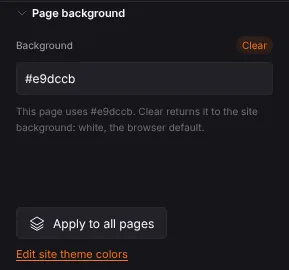 Page background
Background
Clear
#e9dccb
This page uses #e9dccb. Clear returns it to the site
background: white, the browser default.
Apply to all pages
Edit site theme colors